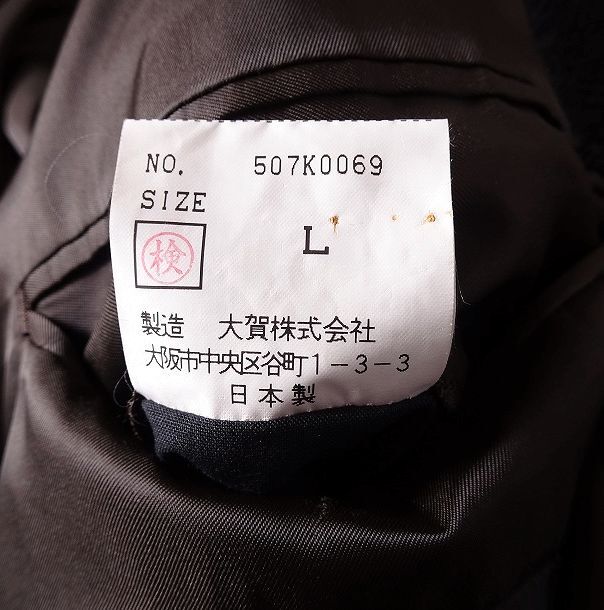 NO. 507K0069
SIZE
検 L
製造 大賀株式会社
大阪市中央区谷町1-3-3
日本製